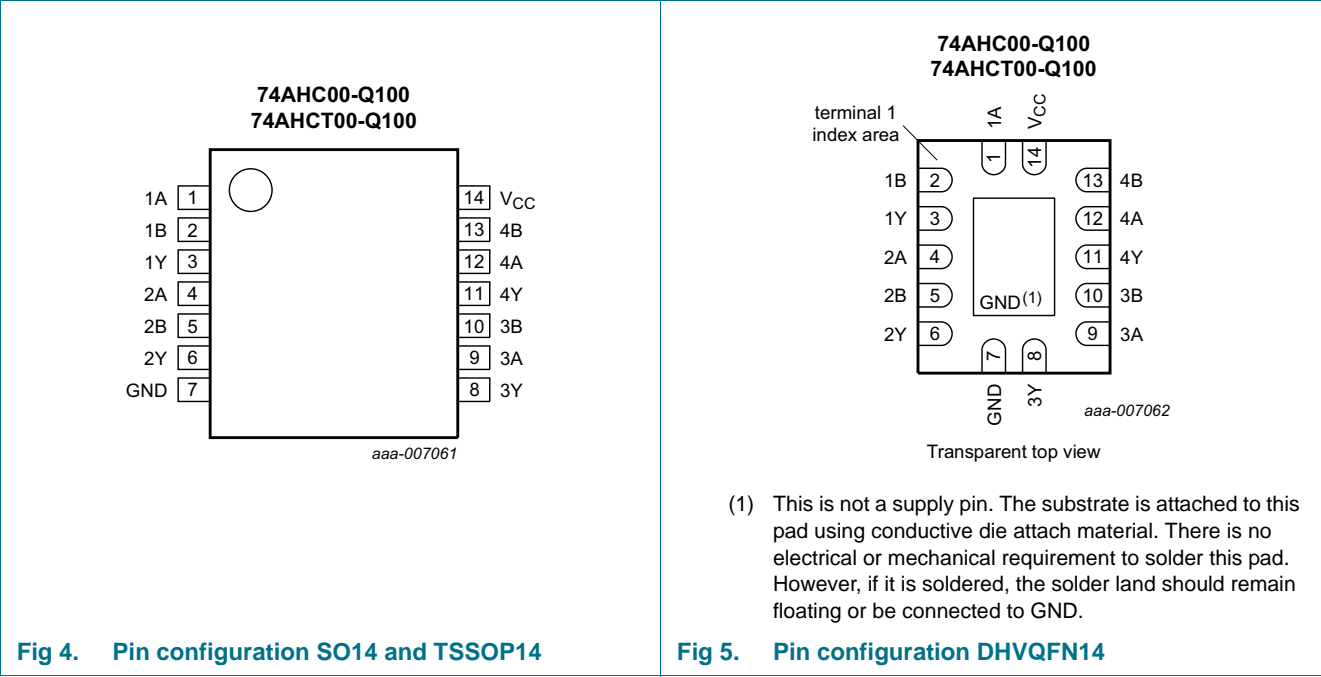 74AHC00-Q100
74AHCT00-Q100
1A 1
1B 2
1Y 3
2A 4
2B 5
2Y 6
GND 7
14 VCC
13 4B
12 4A
11 4Y
10 3B
9 3A
8 3Y
aaa-007061
Fig 4. Pin configuration SO14 and TSSOP14
74AHC00-Q100
74AHCT00-Q100
terminal 1
index area
1A
VCC
1
14
1B 2
1Y 3
2A 4
2B 5
2Y 6
13 4B
12 4A
11 4Y
10 3B
9 3A
GND(1)
7
8
GND
3Y
aaa-007062
Transparent top view
(1) This is not a supply pin. The substrate is attached to this
pad using conductive die attach material. There is no
electrical or mechanical requirement to solder this pad.
However, if it is soldered, the solder land should remain
floating or be connected to GND.
Fig 5. Pin configuration DHVQFN14